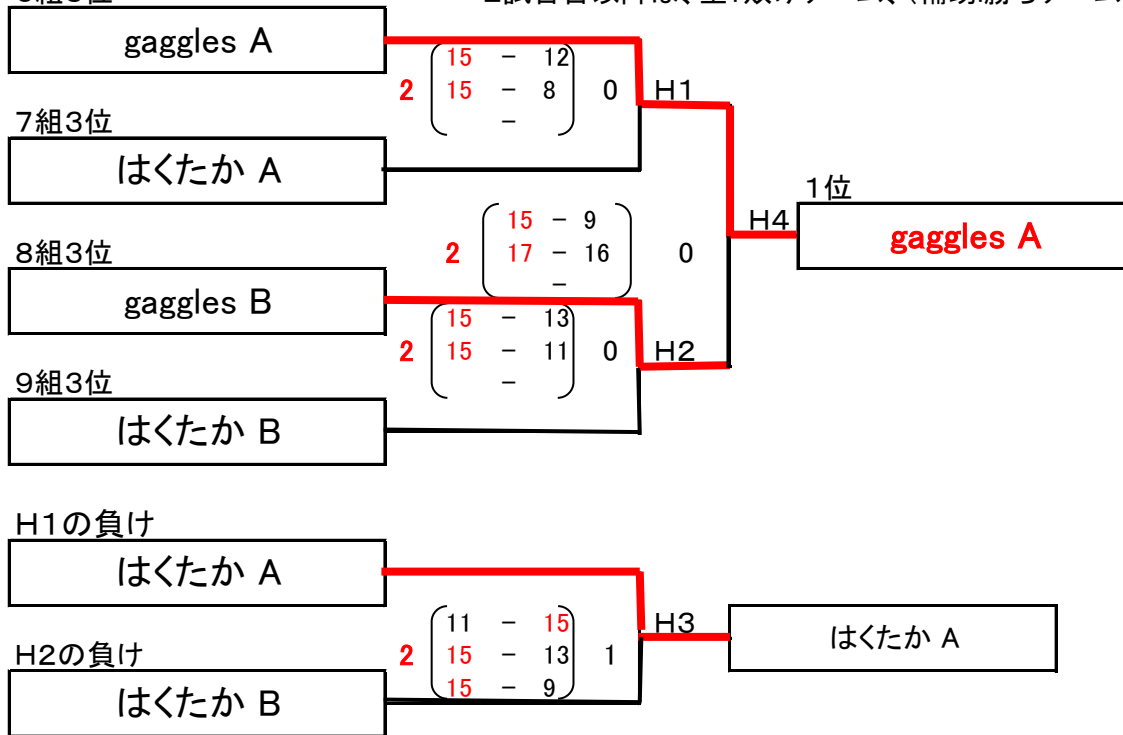 gaggles A
15 - 12
2 15 - 8 0 H1
-
7組3位
はくたか A
1位
15 - 9
H4
2 17 - 16 0
gaggles A
-
8組3位
gaggles B
15 - 13
2 15 - 11 0 H2
-
9組3位
はくたか B
H1の負け
はくたか A
11 - 15
H3
はくたか A
2 15 - 13 1
15 - 9
H2の負け
はくたか B